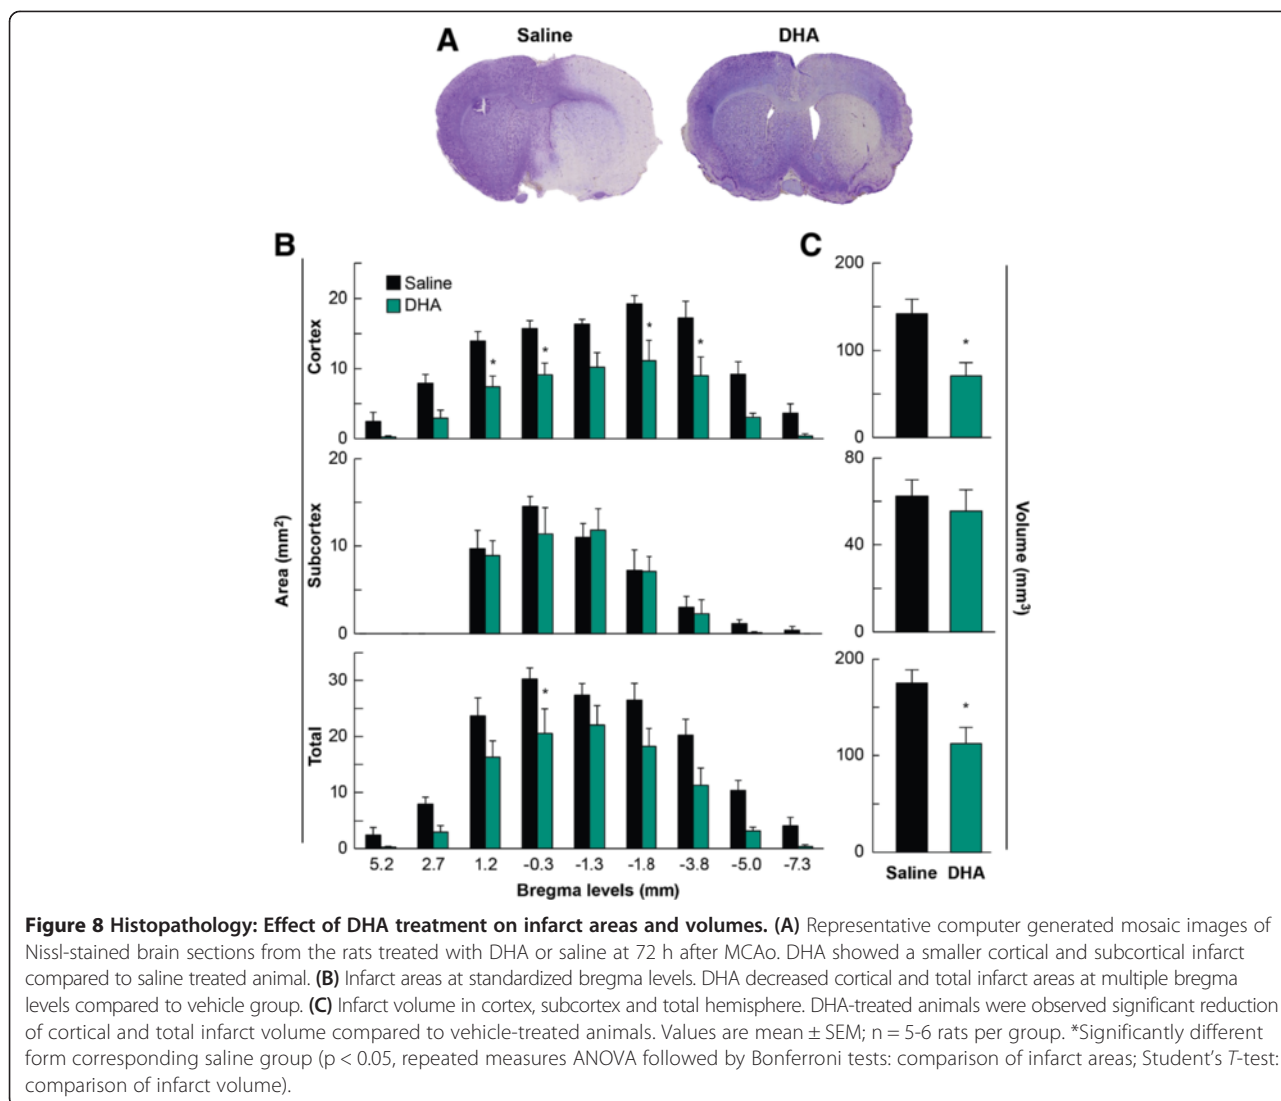 A
Saline
DHA
B
C
Saline
DHA
Area (mm²)
Cortex
20
10
0
*
*
*
*
Subcortex
20
10
0
Total
30
20
10
0
*
5.2 2.7 1.2 -0.3 -1.3 -1.8 -3.8 -5.0 -7.3
Bregma levels (mm)
200
100
0
*
80
40
0
200
100
0
*
Saline DHA
Volume (mm³)
Figure 8 Histopathology: Effect of DHA treatment on infarct areas and volumes. (A) Representative computer generated mosaic images of
Nissl-stained brain sections from the rats treated with DHA or saline at 72 h after MCAo. DHA showed a smaller cortical and subcortical infarct
compared to saline treated animal. (B) Infarct areas at standardized bregma levels. DHA decreased cortical and total infarct areas at multiple bregma
levels compared to vehicle group. (C) Infarct volume in cortex, subcortex and total hemisphere. DHA-treated animals were observed significant reduction
of cortical and total infarct volume compared to vehicle-treated animals. Values are mean ± SEM; n = 5-6 rats per group. *Significantly different
form corresponding saline group (p < 0.05, repeated measures ANOVA followed by Bonferroni tests: comparison of infarct areas; Student's T-test:
comparison of infarct volume).